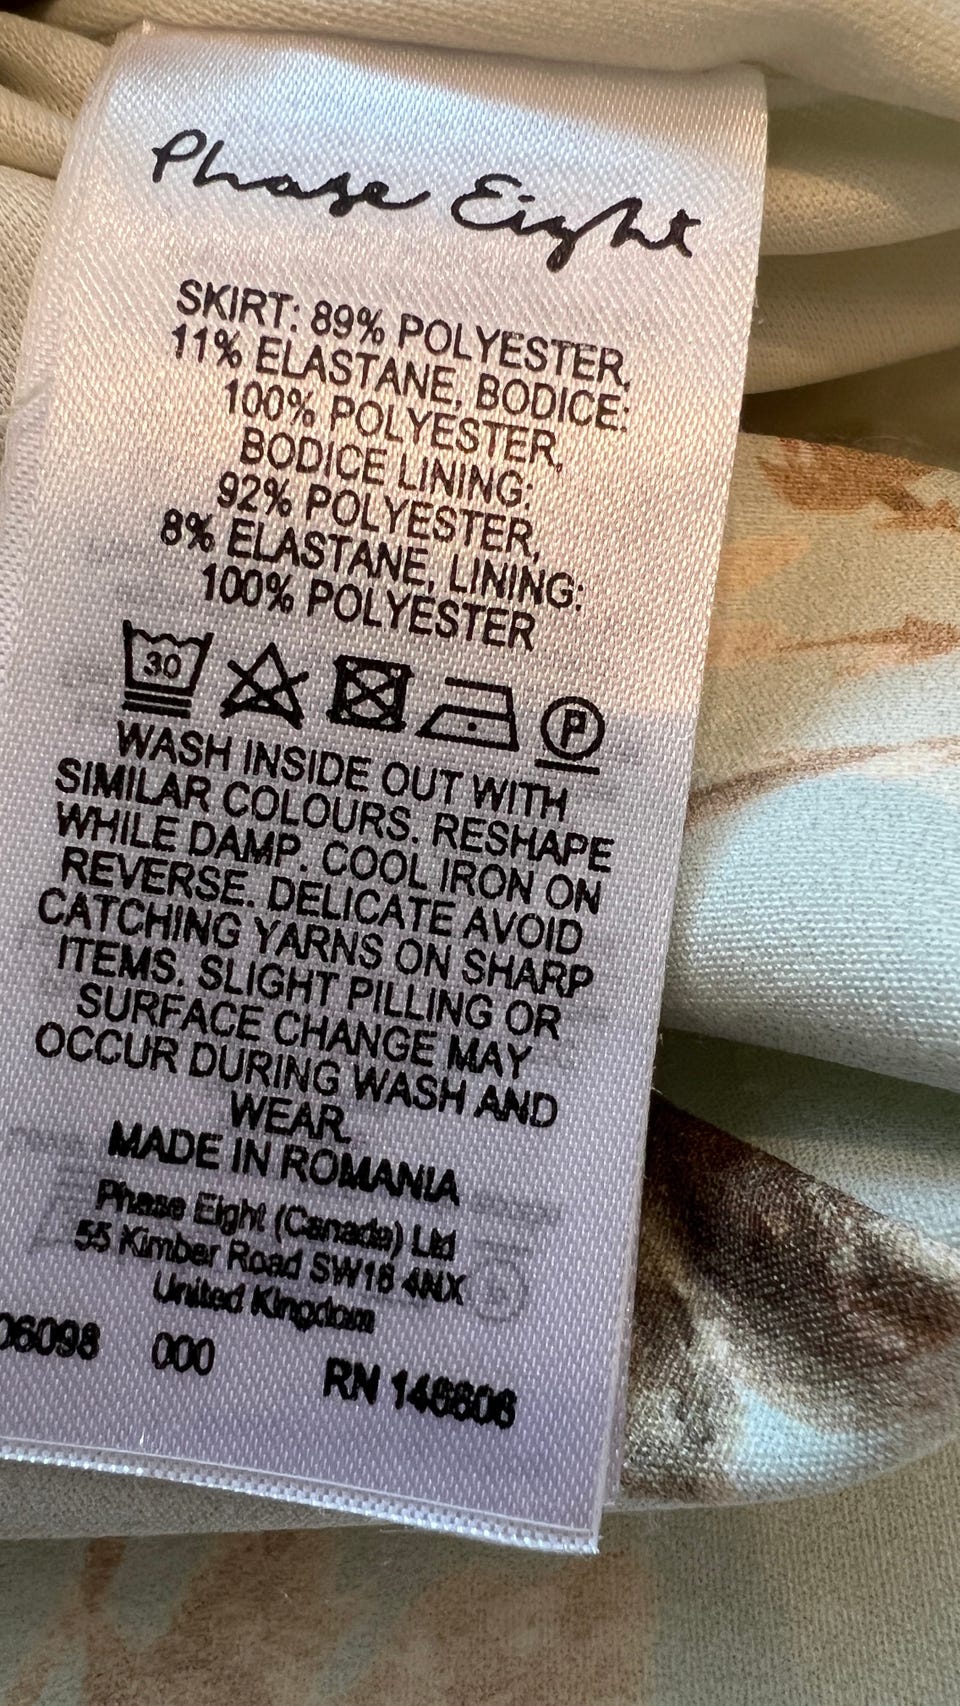 Phase Eight
SKIRT: 89% POLYESTER,
11% ELASTANE, BODICE:
100% POLYESTER,
BODICE LINING:
92% POLYESTER,
8% ELASTANE, LINING:
100% POLYESTER
30
P
WASH INSIDE OUT WITH
SIMILAR COLOURS. RESHAPE
WHILE DAMP. COOL IRON ON
REVERSE. DELICATE AVOID
CATCHING YARNS ON SHARP
ITEMS. SLIGHT PILLING OR
SURFACE CHANGE MAY
OCCUR DURING WASH AND
WEAR.
MADE IN ROMANIA
Phase Eight (Canada) Ltd
55 Kimber Road SW18 4NX
United Kingdom
06098 000 RN